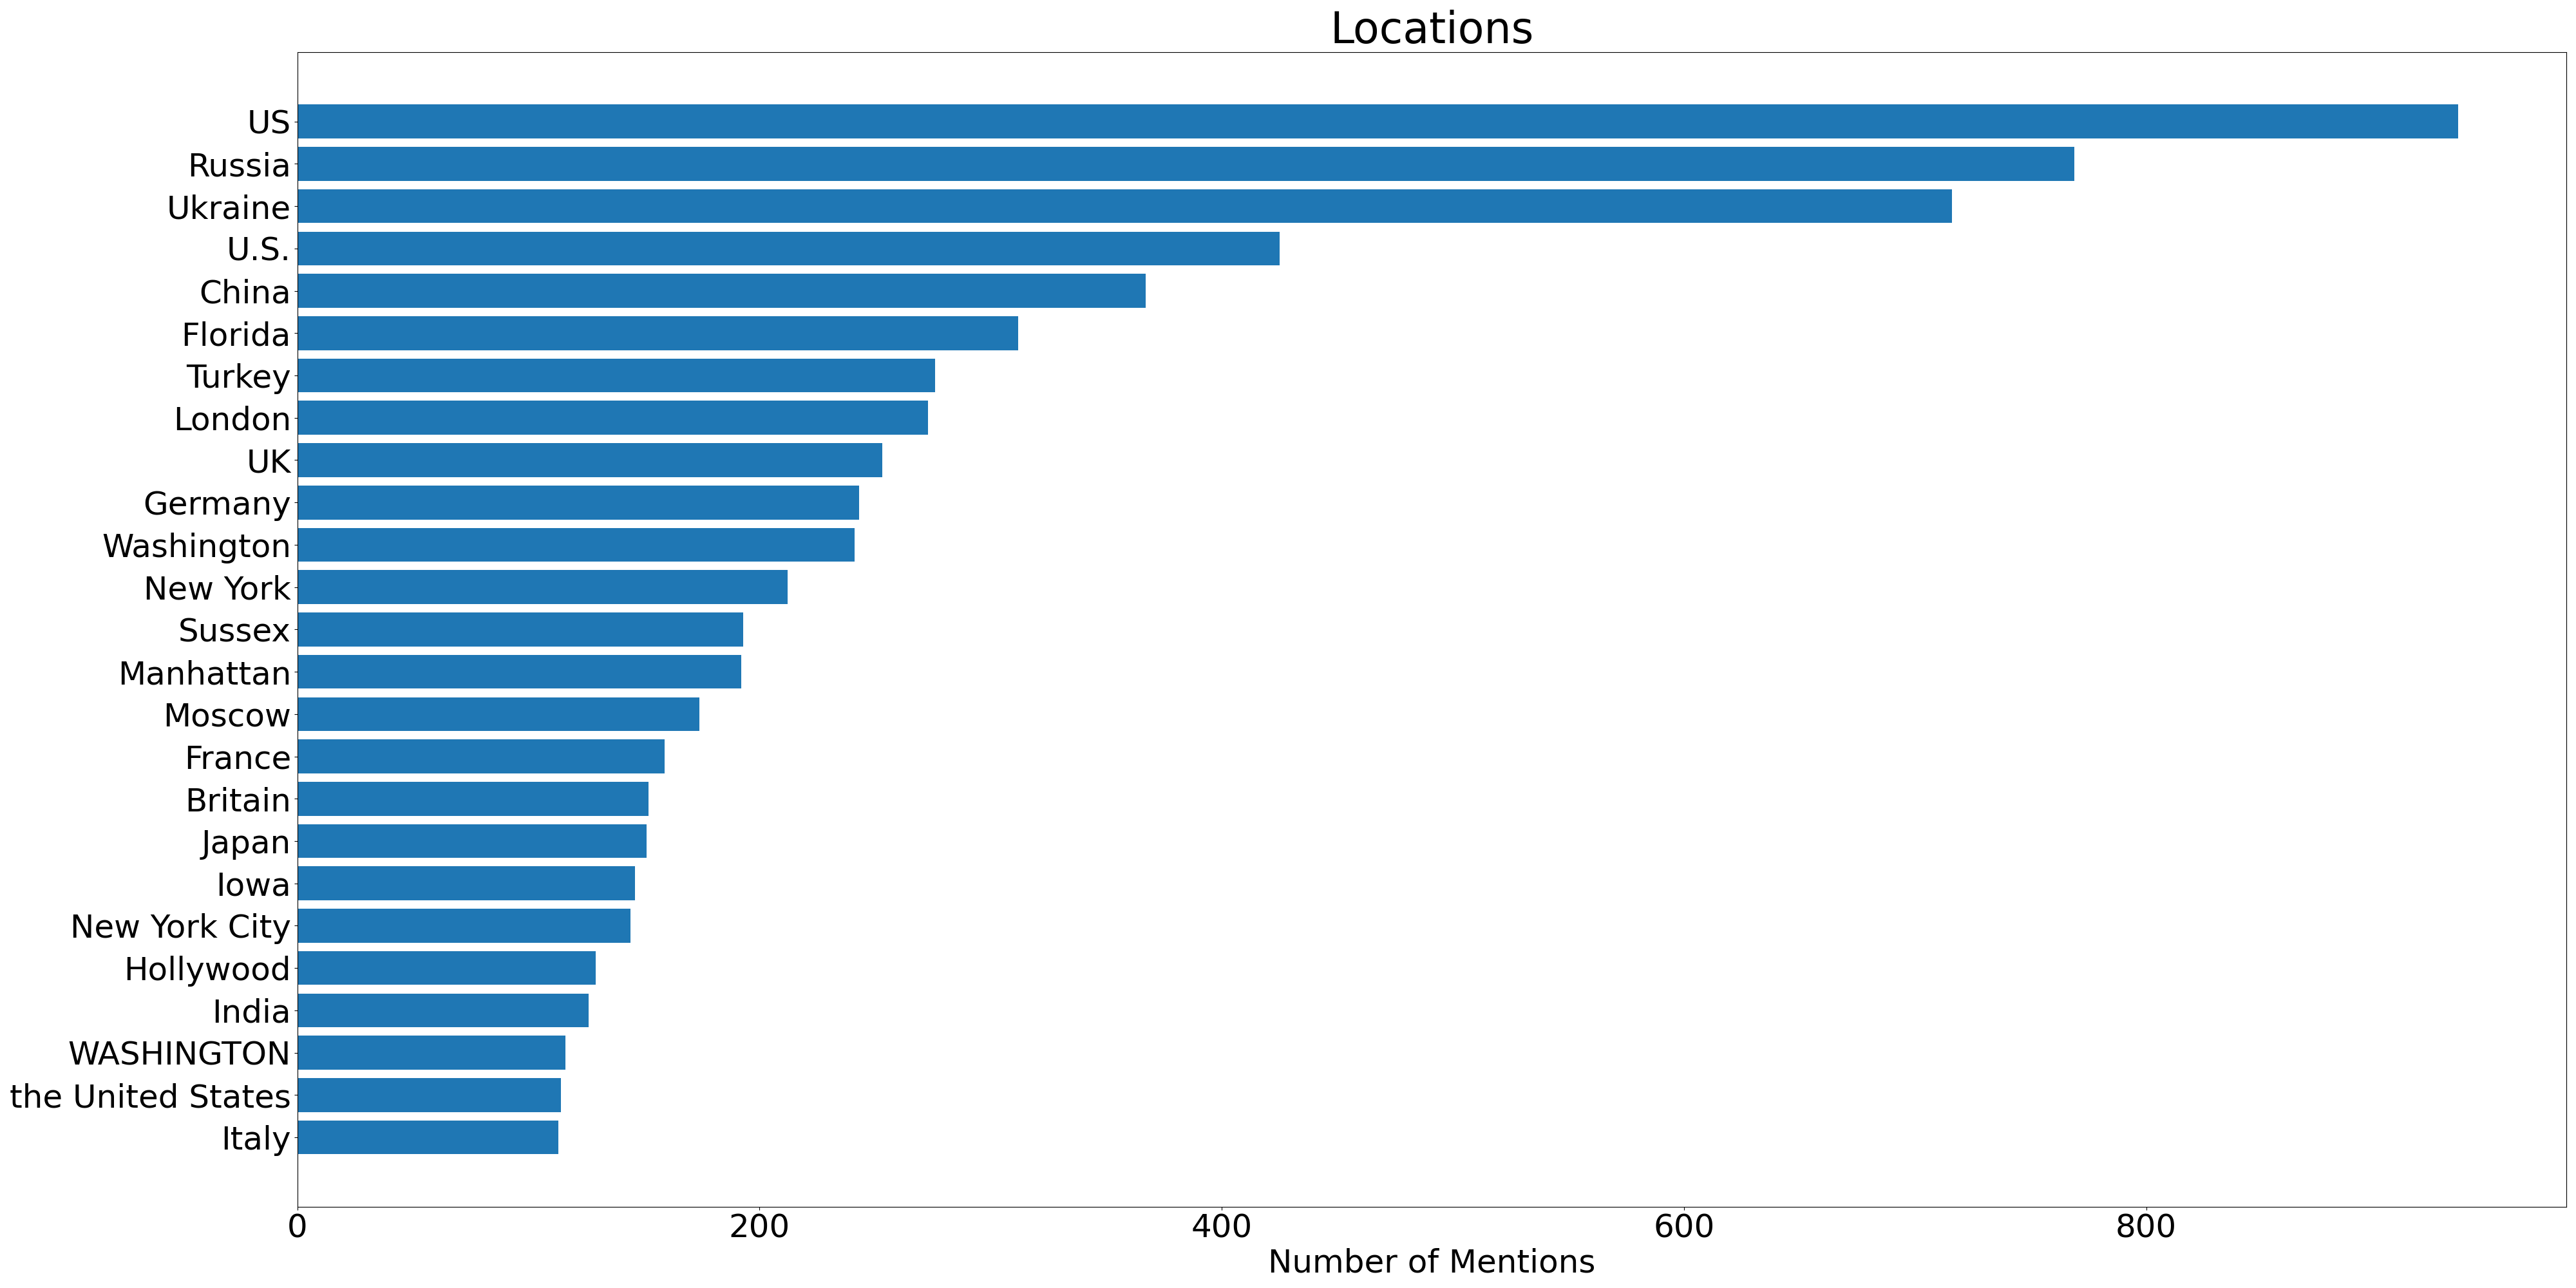 Locations
US
Russia
Ukraine
U.S.
China
Florida
Turkey
London
UK
Germany
Washington
New York
Sussex
Manhattan
Moscow
France
Britain
Japan
Iowa
New York City
Hollywood
India
WASHINGTON
the United States
Italy
0 200 400 600 800
Number of Mentions